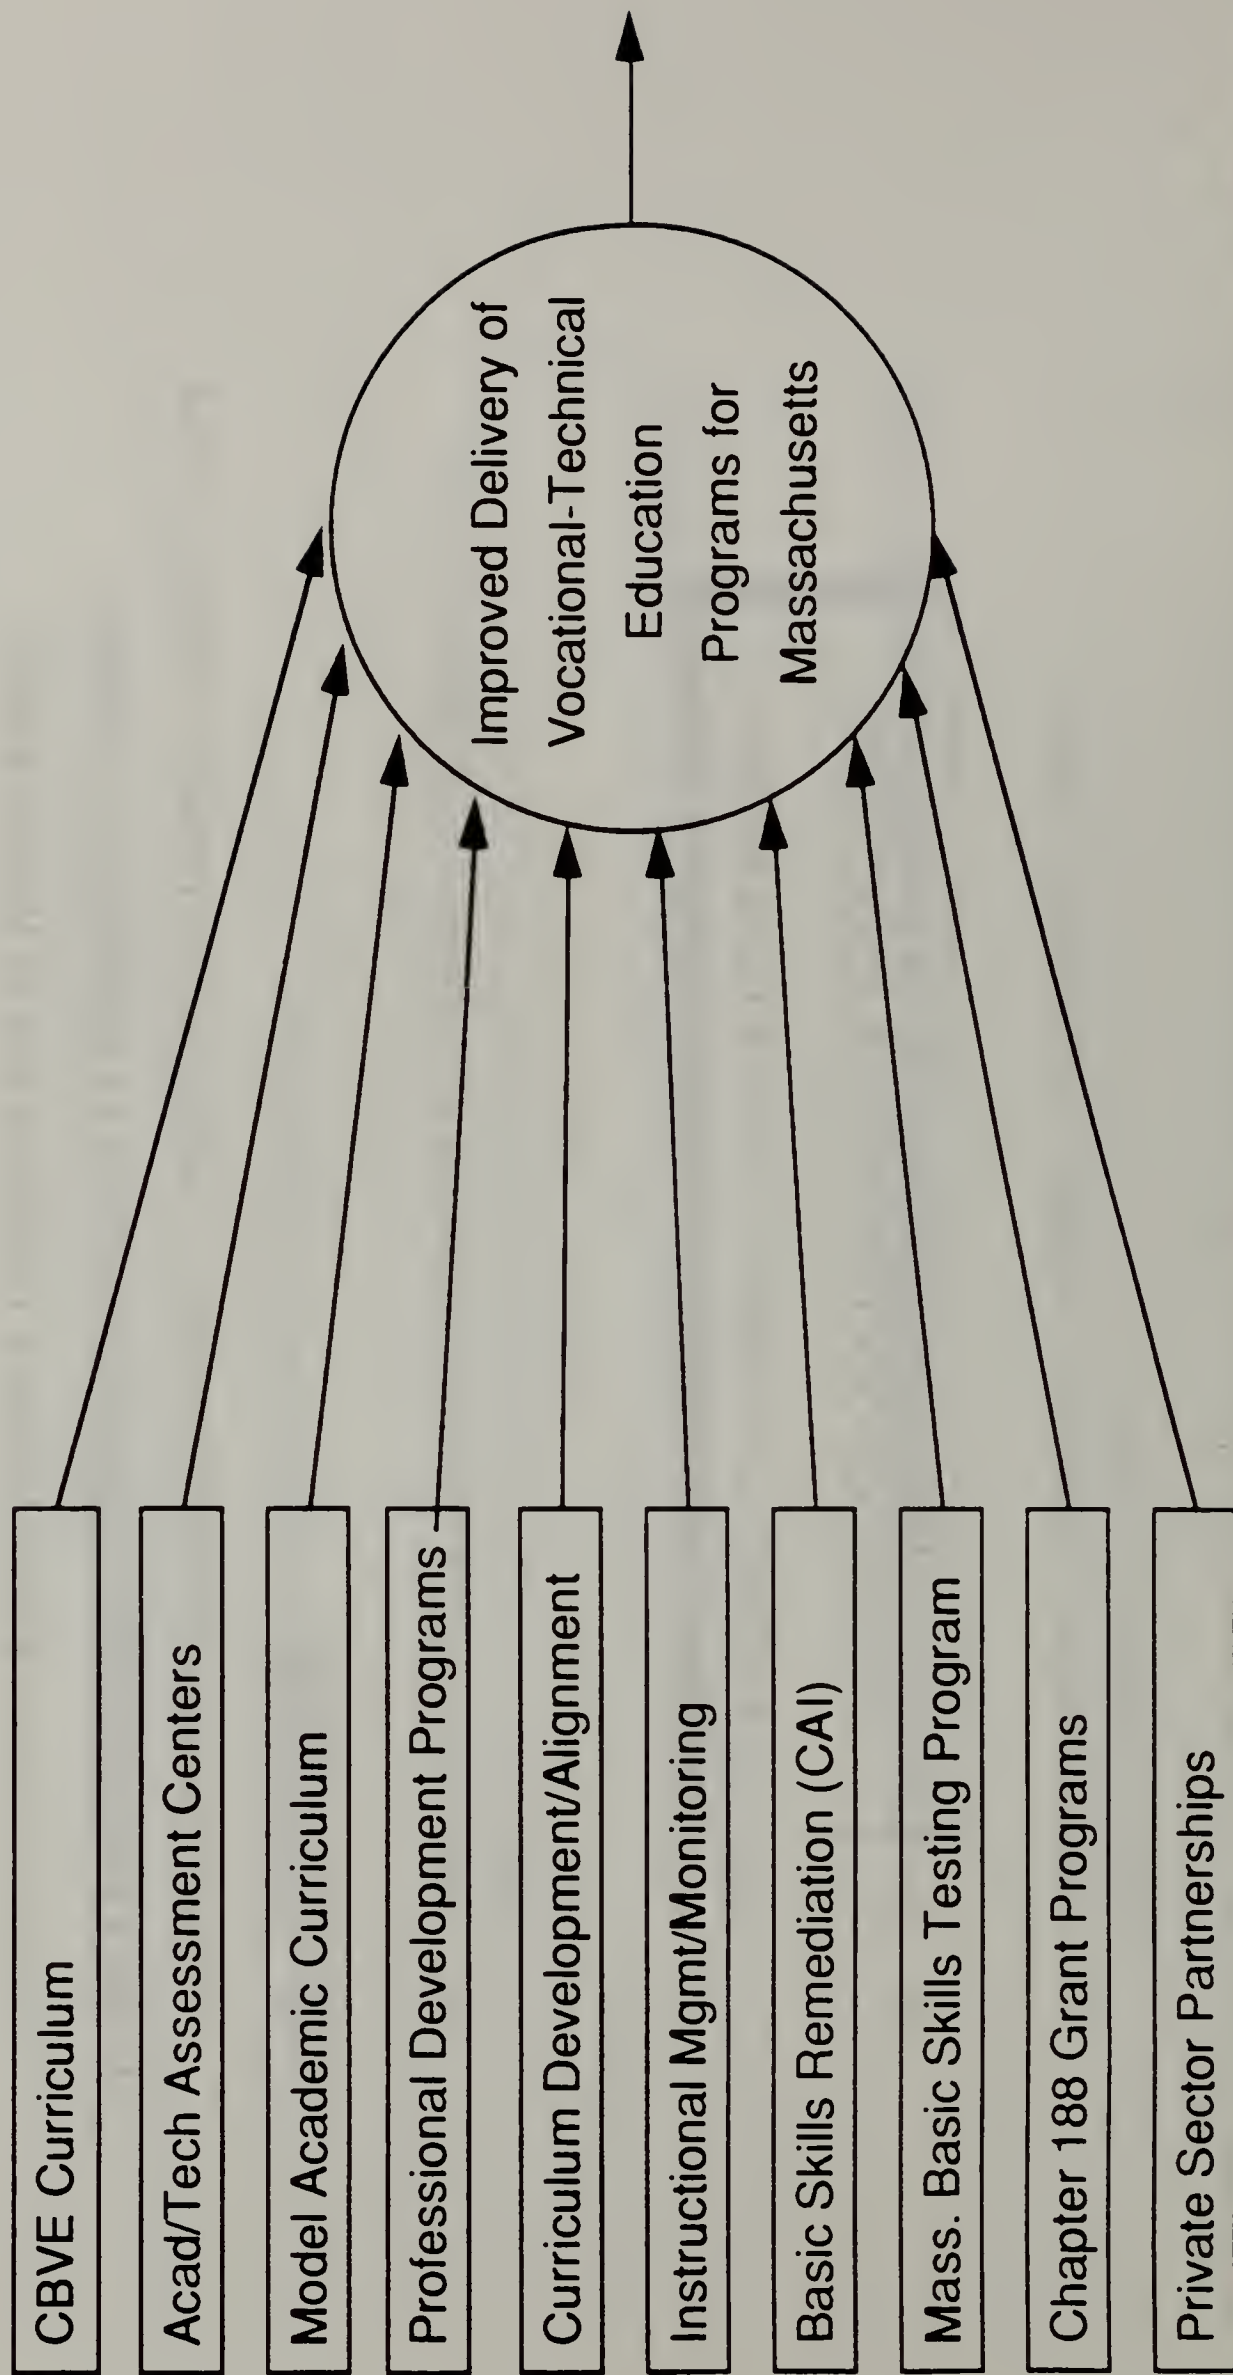 CBVE Curriculum
Acad/Tech Assessment Centers
Model Academic Curriculum
Professional Development Programs
Curriculum Development/Alignment
Instructional Mgmt/Monitoring
Basic Skills Remediation (CAI)
Mass. Basic Skills Testing Program
Chapter 188 Grant Programs
Private Sector Partnerships
Improved Delivery of
Vocational-Technical
Education
Programs for
Massachusetts